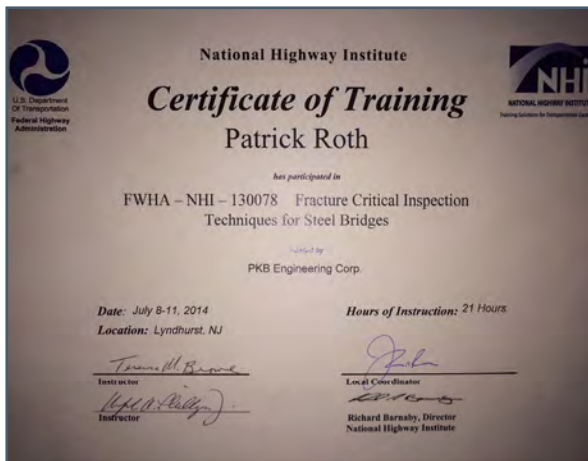 National Highway Institute
U.S. Department
Of Transportation
Federal Highway
Administration
NHI
NATIONAL HIGHWAY INSTITUTE
Certificate of Training
Patrick Roth
has participated in
FWHA – NHI – 130078 Fracture Critical Inspection
Techniques for Steel Bridges
hosted by
PKB Engineering Corp.
Date: July 8-11, 2014
Hours of Instruction: 21 Hours
Location: Lyndhurst, NJ
Instructor
Local Coordinator
Instructor
Richard Barnaby, Director
National Highway Institute